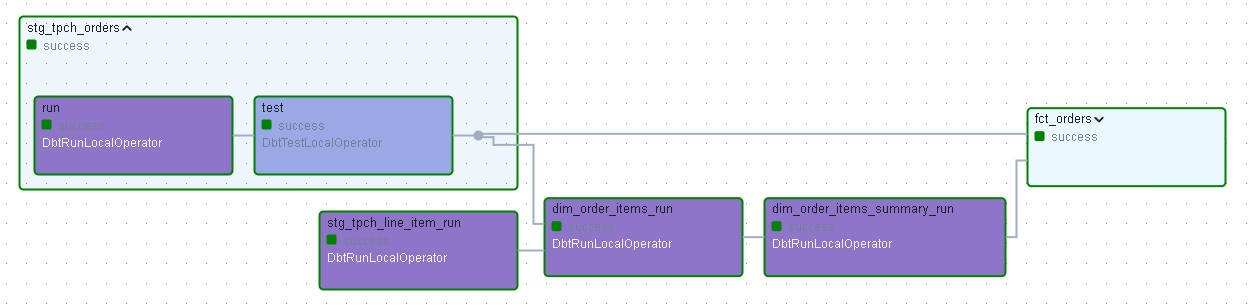 stg_tpch_orders
success
run
success
DbtRunLocalOperator
test
success
DbtTestLocalOperator
fct_orders
success
stg_tpch_line_item_run
success
DbtRunLocalOperator
dim_order_items_run
success
DbtRunLocalOperator
dim_order_items_summary_run
success
DbtRunLocalOperator